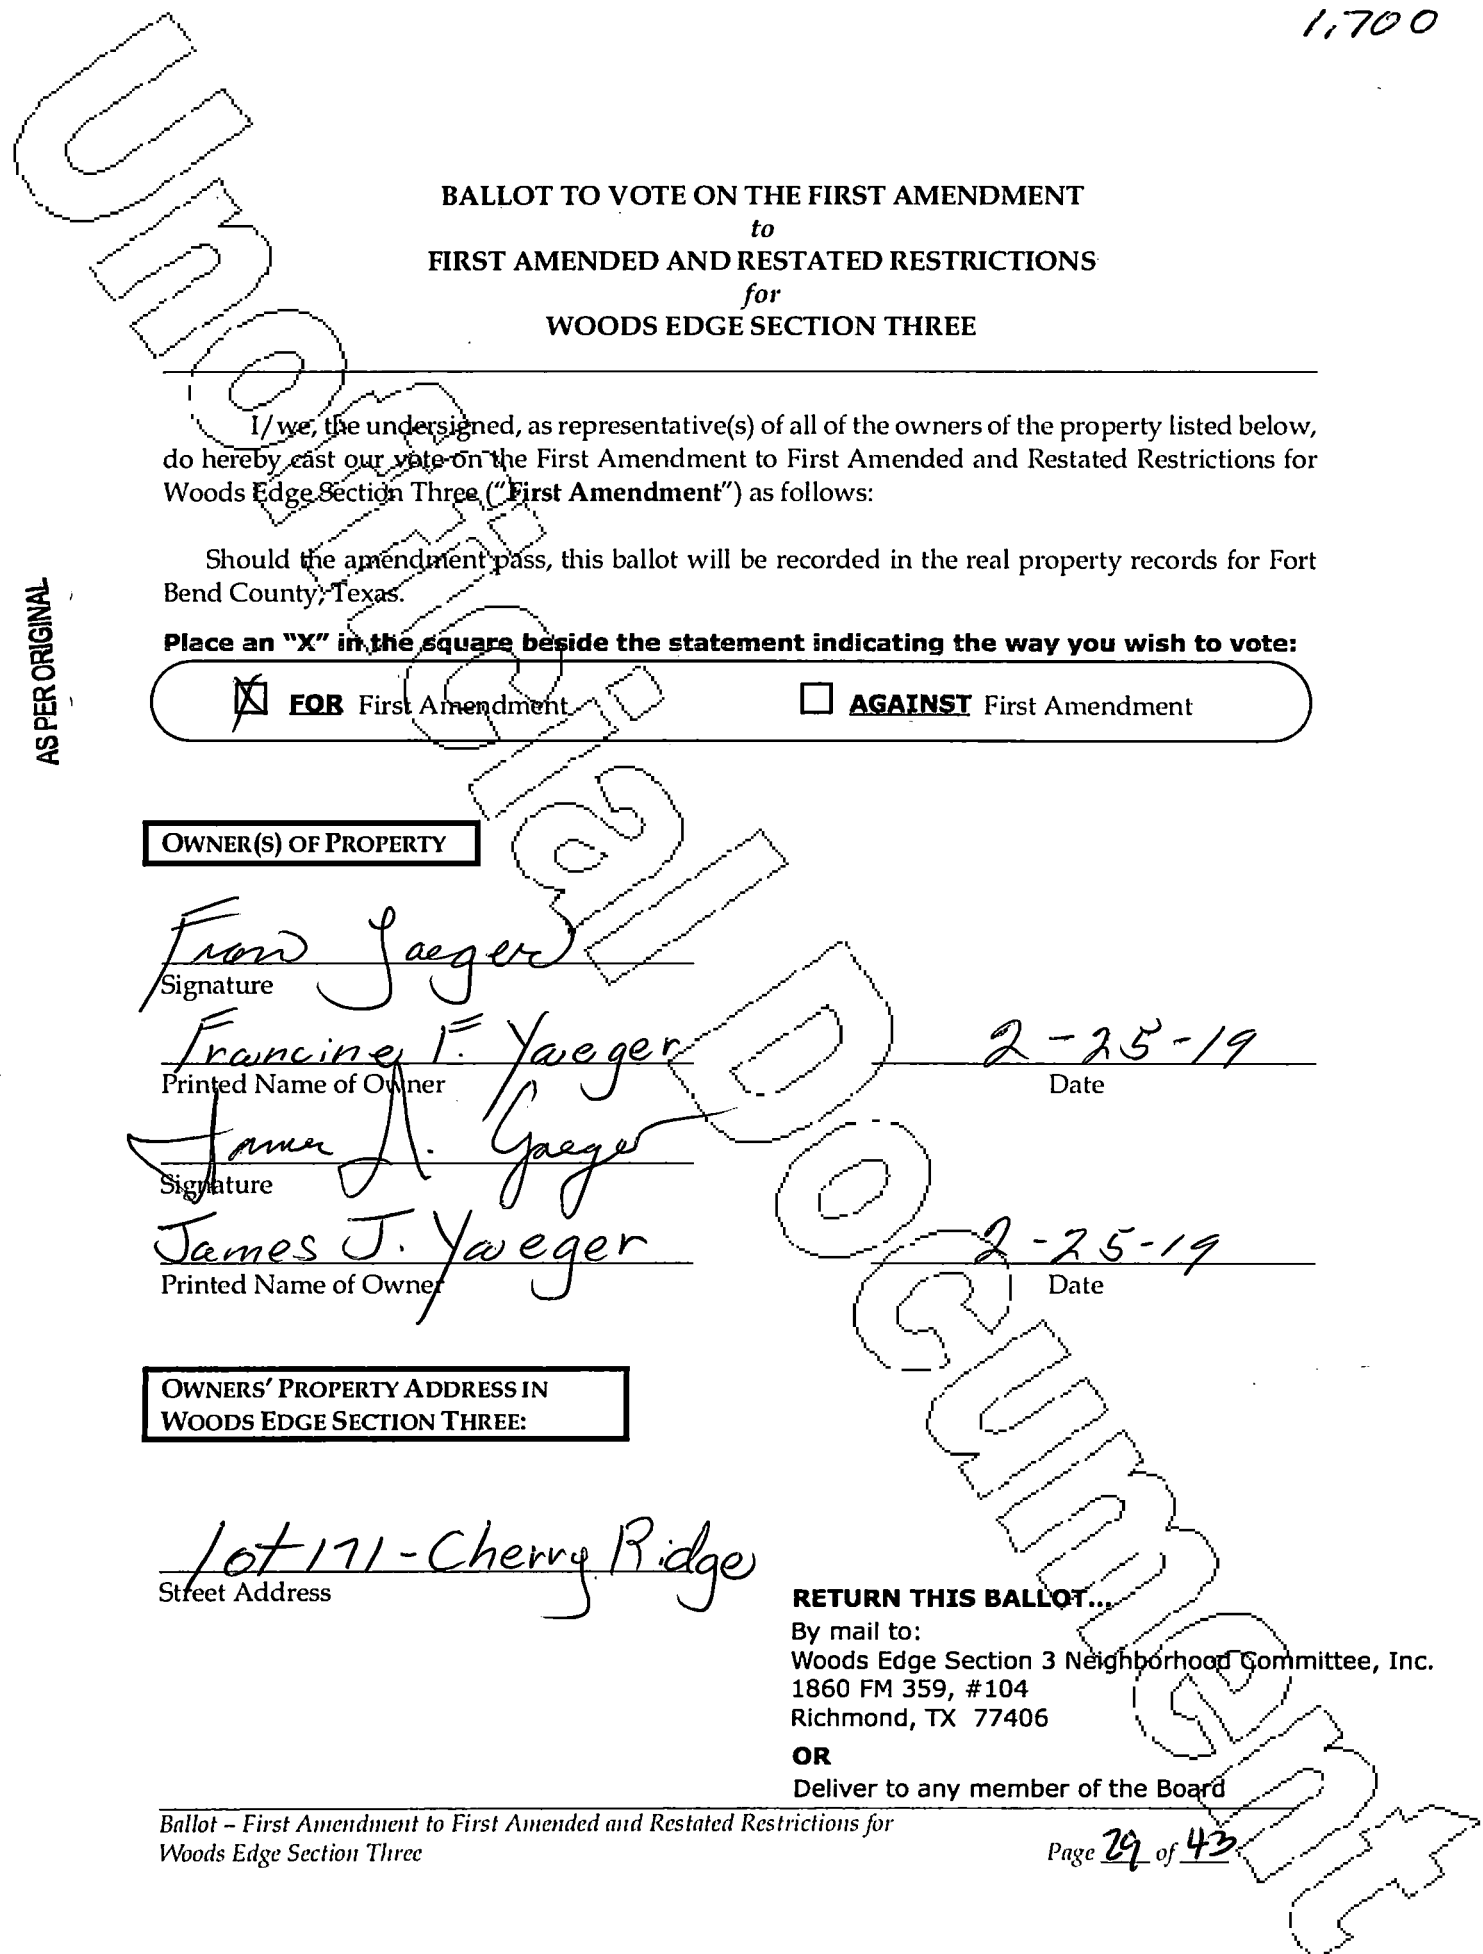 1,700
BALLOT TO VOTE ON THE FIRST AMENDMENT
to
FIRST AMENDED AND RESTATED RESTRICTIONS
for
WOODS EDGE SECTION THREE
I/we, the undersigned, as representative(s) of all of the owners of the property listed below,
do hereby cast our vote on the First Amendment to First Amended and Restated Restrictions for
Woods Edge Section Three ("First Amendment") as follows:
Should the amendment pass, this ballot will be recorded in the real property records for Fort
Bend County, Texas.
AS PER ORIGINAL
Place an "X" in the square beside the statement indicating the way you wish to vote:
X FOR First Amendment AGAINST First Amendment
OWNER(S) OF PROPERTY
Fran Yaeger
Signature
Francine F. Yaeger 2-25-19
Printed Name of Owner Date
James J. Yaeger
Signature
James J. Yaeger 2-25-19
Printed Name of Owner Date
OWNERS' PROPERTY ADDRESS IN
WOODS EDGE SECTION THREE:
lot 171 - Cherry Ridge
Street Address
RETURN THIS BALLOT...
By mail to:
Woods Edge Section 3 Neighborhood Committee, Inc.
1860 FM 359, #104
Richmond, TX 77406
OR
Deliver to any member of the Board
Ballot – First Amendment to First Amended and Restated Restrictions for
Woods Edge Section Three
Page 29 of 43
Unofficial Document